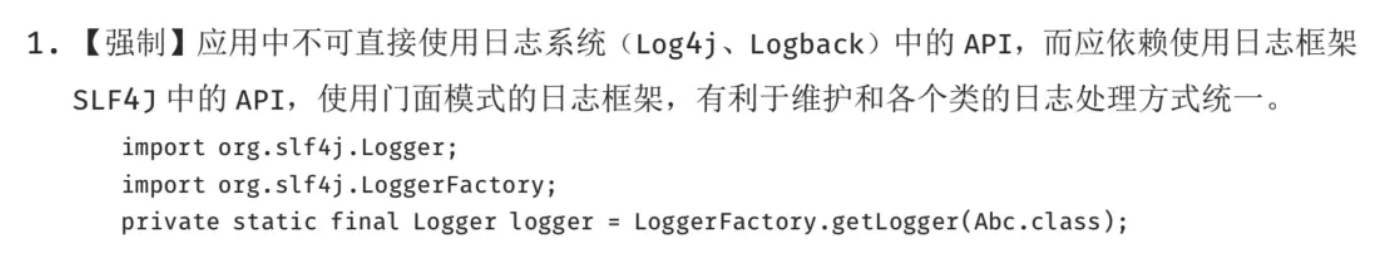 1. 【强制】应用中不可直接使用日志系统（Log4j、Logback）中的 API，而应依赖使用日志框架
SLF4J 中的 API，使用门面模式的日志框架，有利于维护和各个类的日志处理方式统一。
import org.slf4j.Logger;
import org.slf4j.LoggerFactory;
private static final Logger logger = LoggerFactory.getLogger(Abc.class);